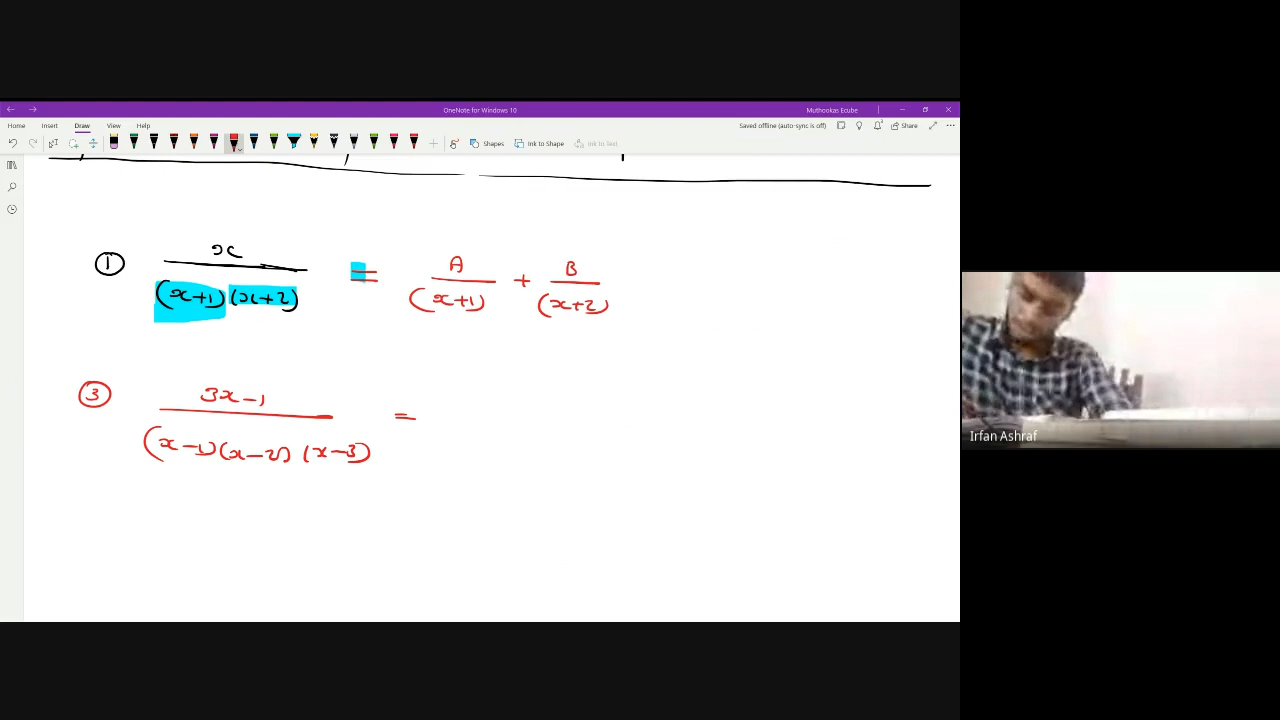 OneNote for Windows 10
Muthookas Ecube
Home Insert Draw View Help
Saved offline (auto-sync is off)
Share
Shapes
Ink to Shape
Ink to Text
① x / (x+1)(x+2) = A / (x+1) + B / (x+2)
③ 3x-1 / (x-1)(x-2)(x-3) =
Irfan Ashraf